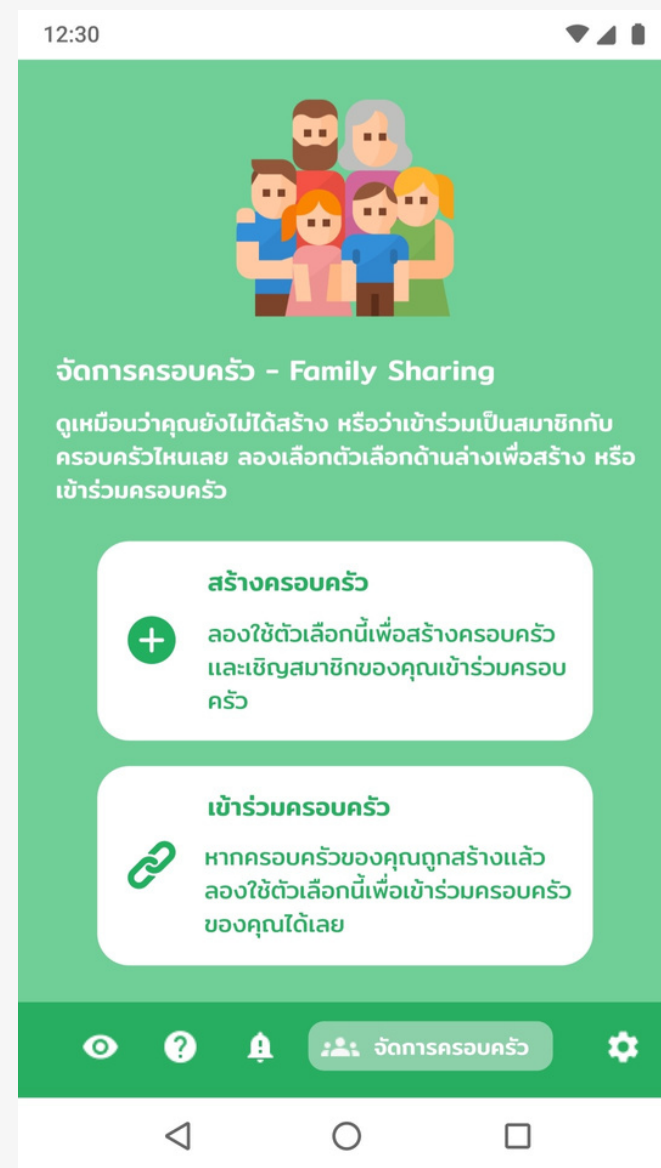 12:30
จัดการครอบครัว - Family Sharing
ดูเหมือนว่าคุณยังไม่ได้สร้าง หรือว่าเข้าร่วมเป็นสมาชิกกับ
ครอบครัวไหนเลย ลองเลือกตัวเลือกด้านล่างเพื่อสร้าง หรือ
เข้าร่วมครอบครัว
สร้างครอบครัว
ลองใช้ตัวเลือกนี้เพื่อสร้างครอบครัว
และเชิญสมาชิกของคุณเข้าร่วมครอบ
ครัว
เข้าร่วมครอบครัว
หากครอบครัวของคุณถูกสร้างแล้ว
ลองใช้ตัวเลือกนี้เพื่อเข้าร่วมครอบครัว
ของคุณได้เลย
จัดการครอบครัว